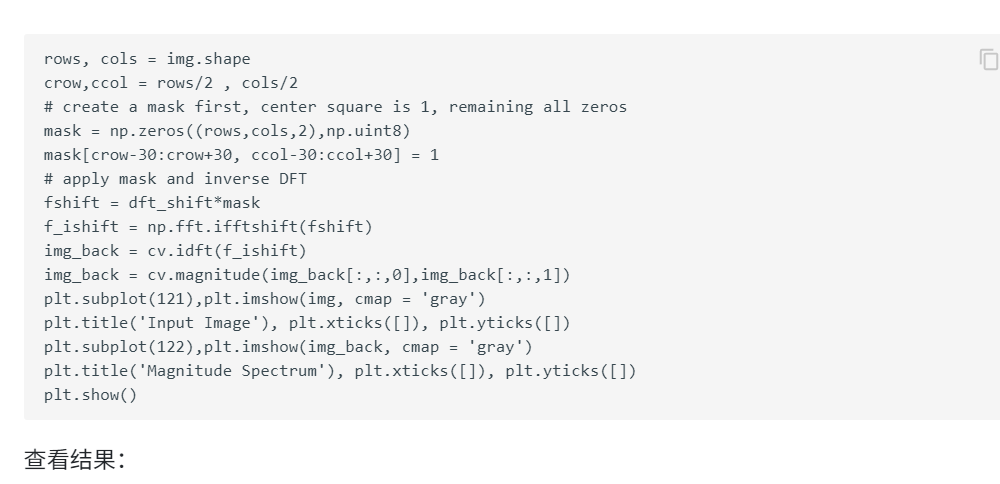 rows, cols = img.shape
crow,ccol = rows/2 , cols/2
# create a mask first, center square is 1, remaining all zeros
mask = np.zeros((rows,cols,2),np.uint8)
mask[crow-30:crow+30, ccol-30:ccol+30] = 1
# apply mask and inverse DFT
fshift = dft_shift*mask
f_ishift = np.fft.ifftshift(fshift)
img_back = cv.idft(f_ishift)
img_back = cv.magnitude(img_back[:,:,0],img_back[:,:,1])
plt.subplot(121),plt.imshow(img, cmap = 'gray')
plt.title('Input Image'), plt.xticks([]), plt.yticks([])
plt.subplot(122),plt.imshow(img_back, cmap = 'gray')
plt.title('Magnitude Spectrum'), plt.xticks([]), plt.yticks([])
plt.show()
查看结果：